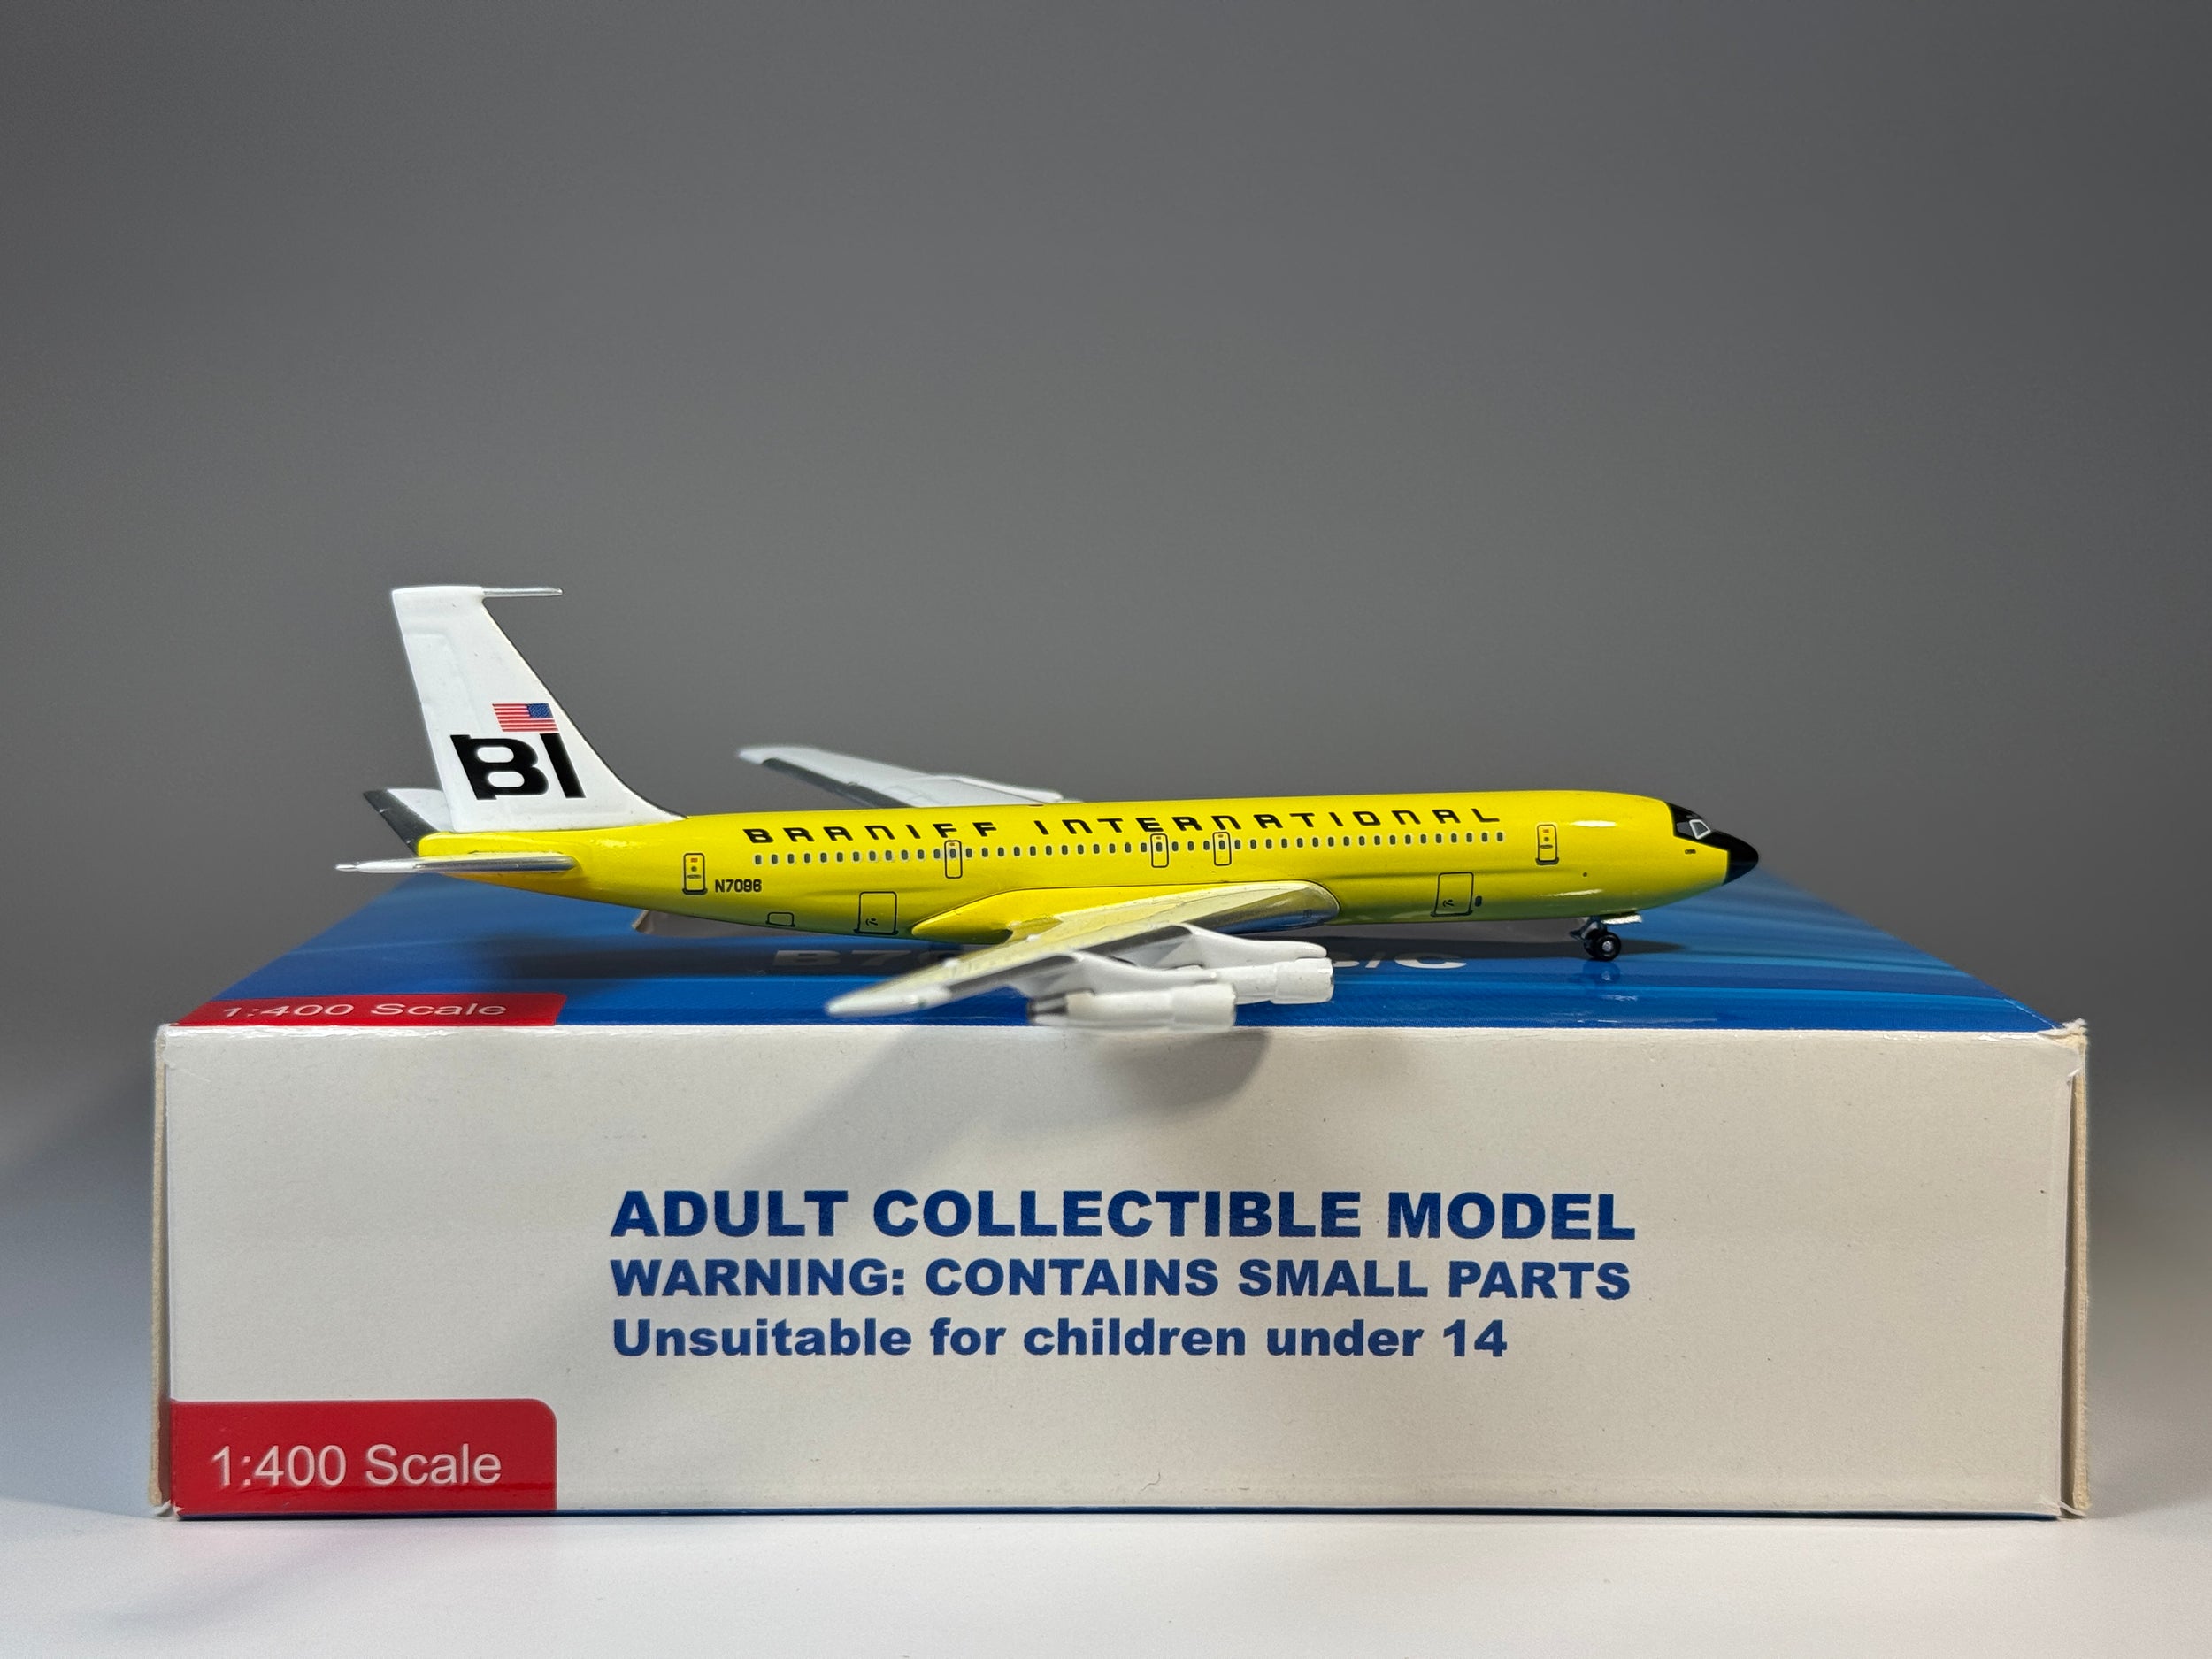 BI
BRANIFF INTERNATIONAL
N7096
1:400 Scale
ADULT COLLECTIBLE MODEL
WARNING: CONTAINS SMALL PARTS
Unsuitable for children under 14
1:400 Scale